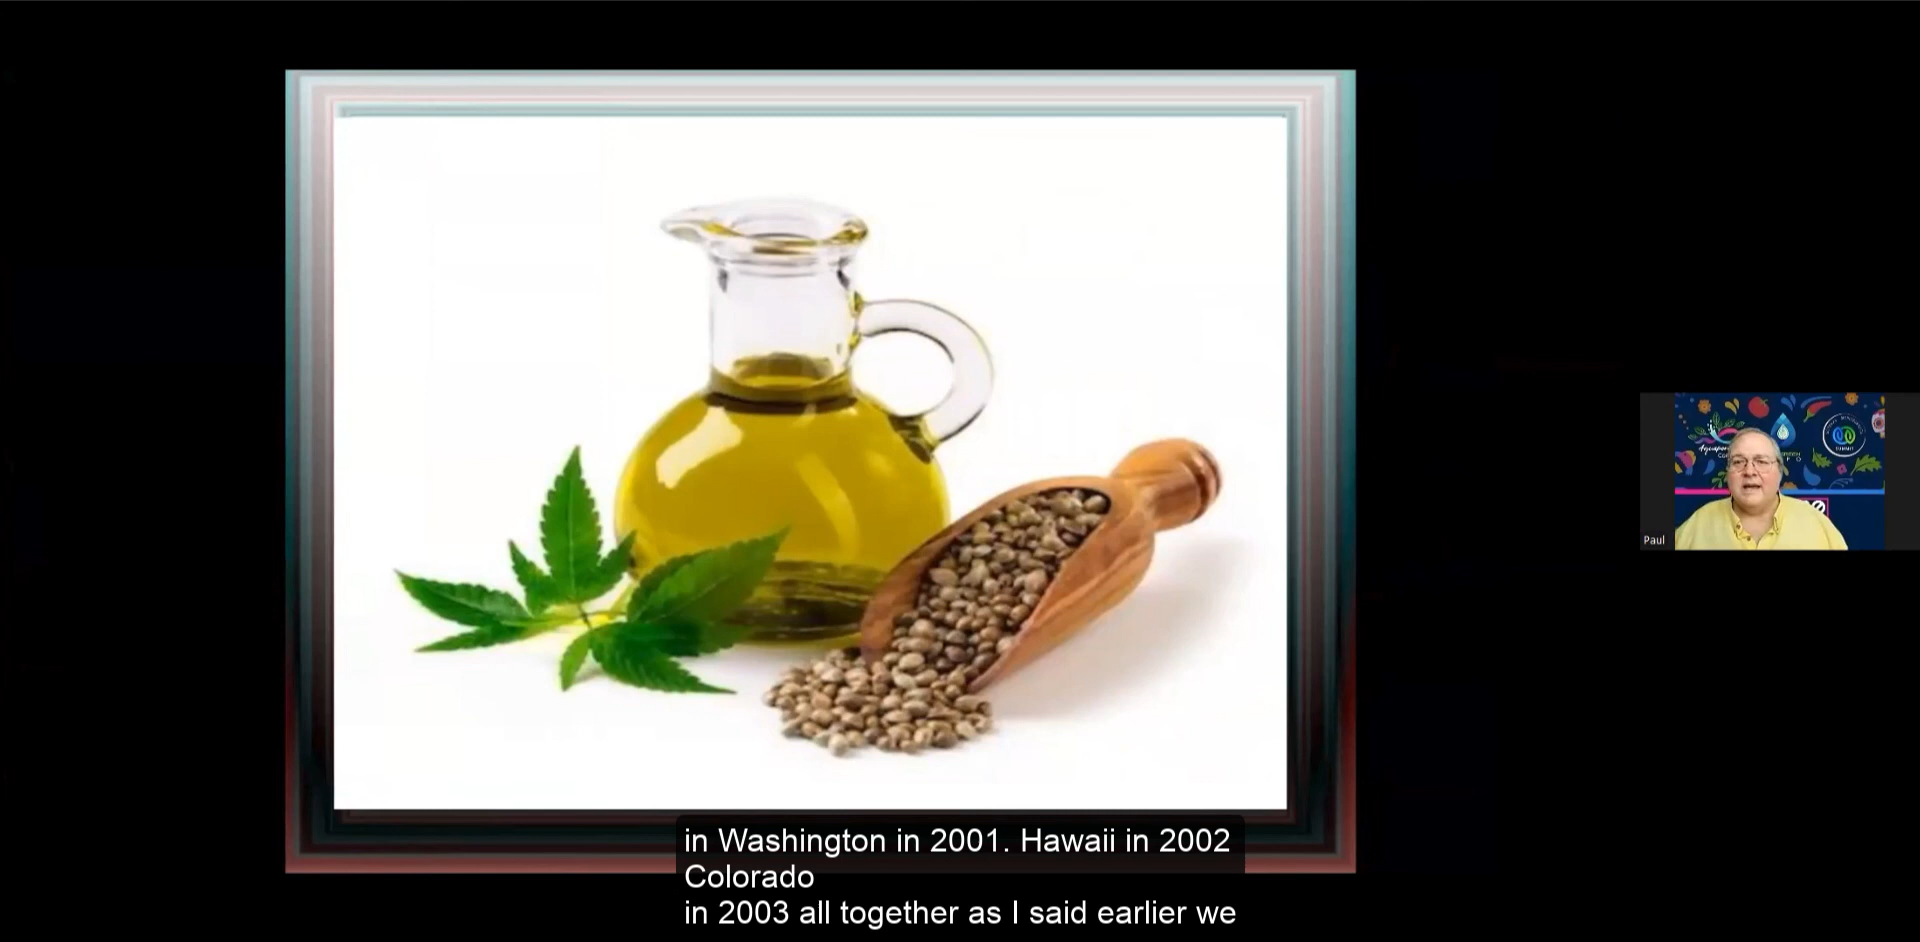 Paul
in Washington in 2001. Hawaii in 2002
Colorado
in 2003 all together as I said earlier we